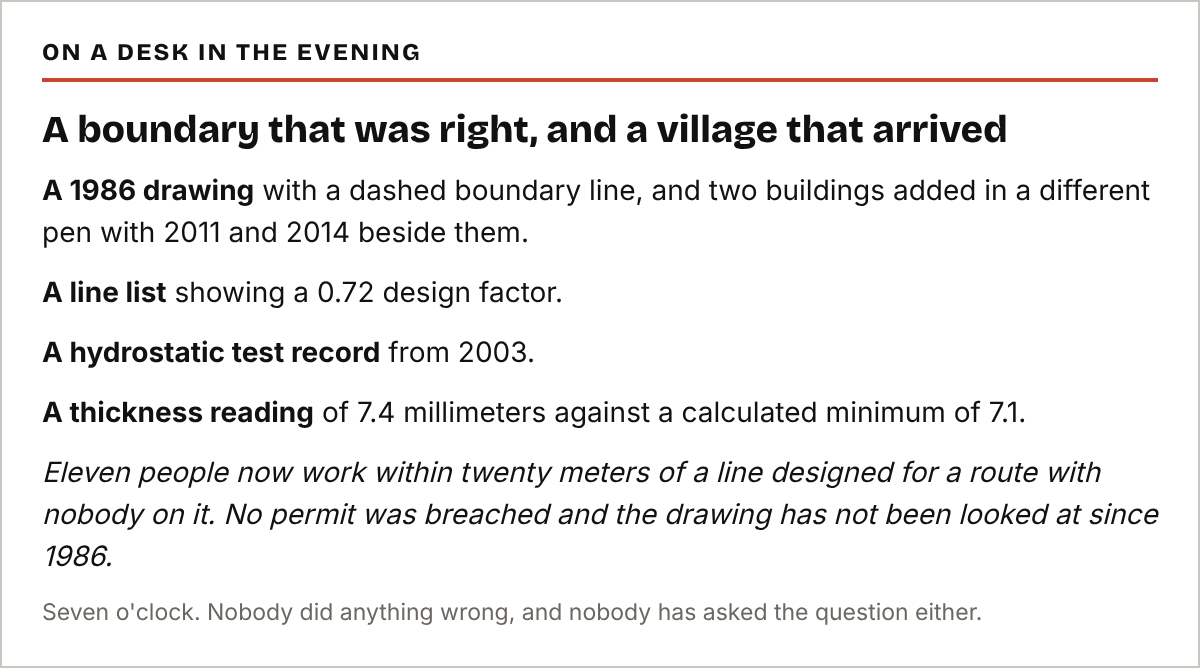 ON A DESK IN THE EVENING
A boundary that was right, and a village that arrived
A 1986 drawing with a dashed boundary line, and two buildings added in a different
pen with 2011 and 2014 beside them.
A line list showing a 0.72 design factor.
A hydrostatic test record from 2003.
A thickness reading of 7.4 millimeters against a calculated minimum of 7.1.
Eleven people now work within twenty meters of a line designed for a route with
nobody on it. No permit was breached and the drawing has not been looked at since
1986.
Seven o'clock. Nobody did anything wrong, and nobody has asked the question either.